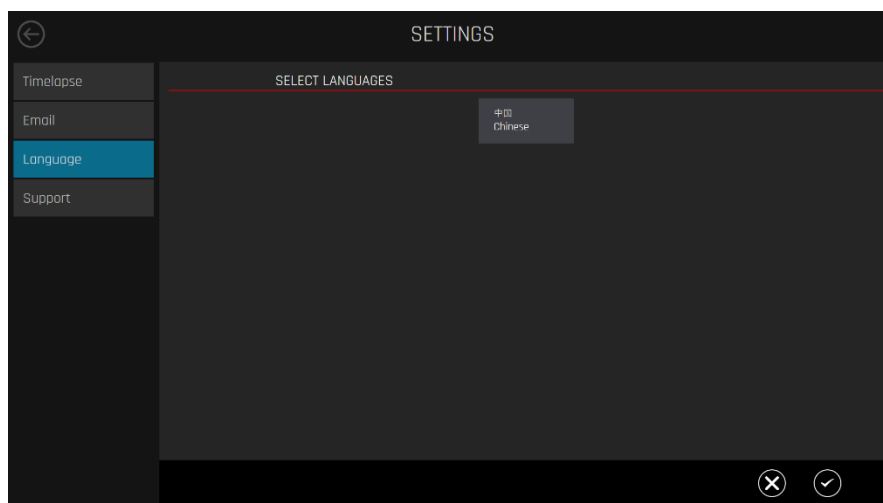 SETTINGS
Timelapse
Email
Language
Support
SELECT LANGUAGES
中国
Chinese